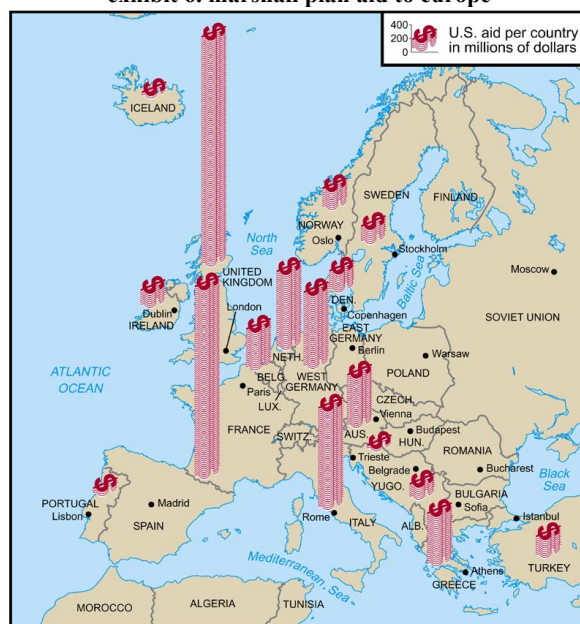 exhibit 6: marshall plan aid to europe
400
200
0
U.S. aid per country
in millions of dollars
ICELAND
SWEDEN
FINLAND
NORWAY
Oslo
Stockholm
North
Sea
Baltic Sea
Moscow
SOVIET UNION
UNITED
KINGDOM
London
Dublin
IRELAND
DEN.
Copenhagen
EAST
GERMANY
Berlin
Warsaw
POLAND
NETH.
BELG.
WEST
GERMANY
LUX.
Paris
ATLANTIC
OCEAN
CZECH.
Vienna
FRANCE
SWITZ.
AUS.
Budapest
HUN.
ROMANIA
Trieste
Belgrade
Bucharest
YUGO.
Black
Sea
BULGARIA
Sofia
PORTUGAL
Lisbon
Madrid
SPAIN
Rome
ITALY
ALB.
Istanbul
TURKEY
Athens
GREECE
Mediterranean Sea
MOROCCO
ALGERIA
TUNISIA